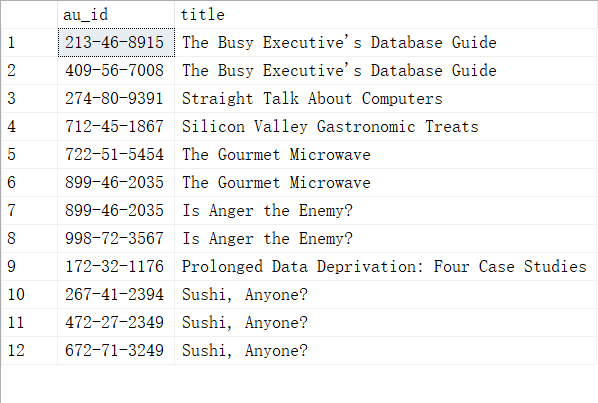 au_id title
1 213-46-8915 The Busy Executive's Database Guide
2 409-56-7008 The Busy Executive's Database Guide
3 274-80-9391 Straight Talk About Computers
4 712-45-1867 Silicon Valley Gastronomic Treats
5 722-51-5454 The Gourmet Microwave
6 899-46-2035 The Gourmet Microwave
7 899-46-2035 Is Anger the Enemy?
8 998-72-3567 Is Anger the Enemy?
9 172-32-1176 Prolonged Data Deprivation: Four Case Studies
10 267-41-2394 Sushi, Anyone?
11 472-27-2349 Sushi, Anyone?
12 672-71-3249 Sushi, Anyone?